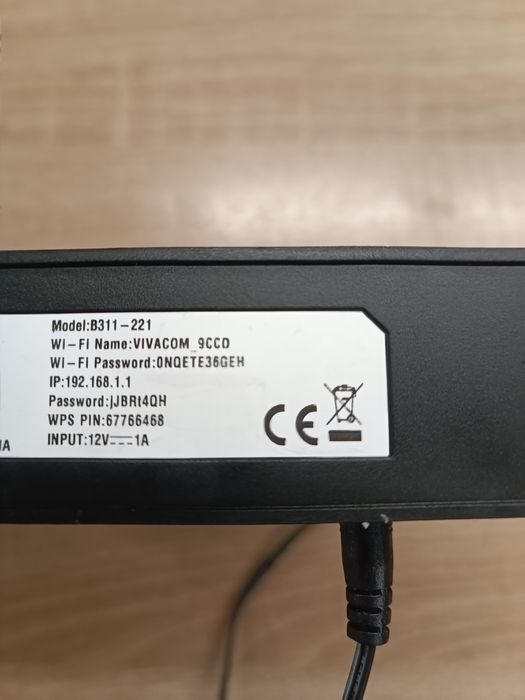 Model:B311-221
WI-FI Name:VIVACOM_9CCD
WI-FI Password:0NQETE36GEH
IP:192.168.1.1
Password:jJBRt4QH
WPS PIN:67766468
INPUT:12V⎓1A
CE